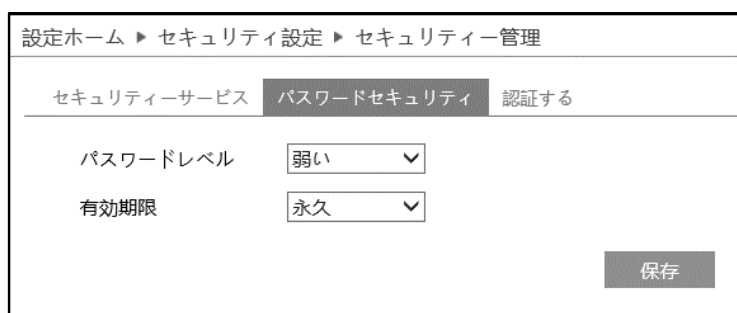 設定ホーム ▶ セキュリティ設定 ▶ セキュリティー管理
セキュリティーサービス パスワードセキュリティ 認証する
パスワードレベル 弱い
有効期限 永久
保存